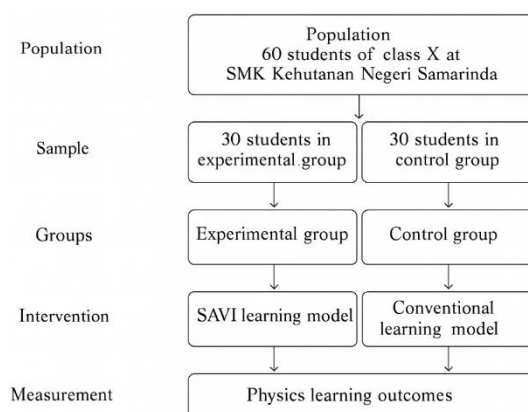 Population
Population
60 students of class X at
SMK Kehutanan Negeri Samarinda
Sample
30 students in
experimental group
30 students in
control group
Groups
Experimental group
Control group
Intervention
SAVI learning model
Conventional
learning model
Measurement
Physics learning outcomes